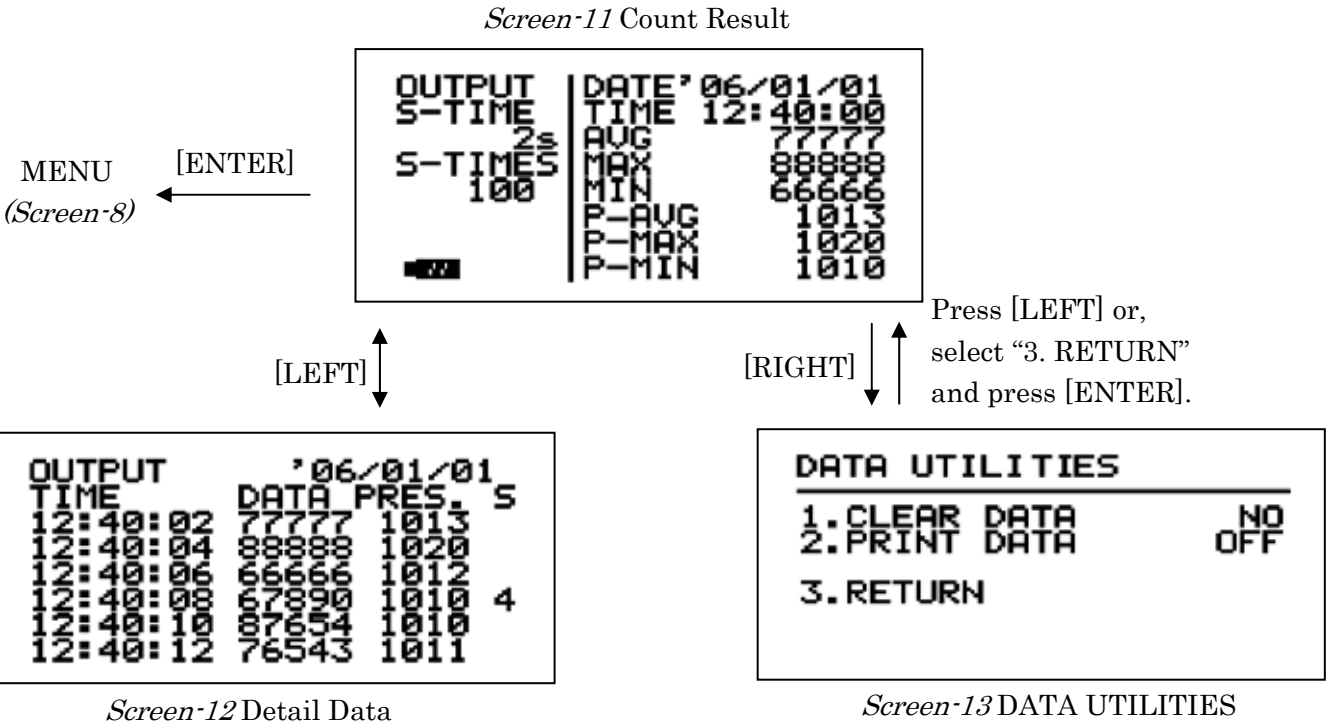 Screen-11 Count Result
OUTPUT
S-TIME
2s
S-TIMES
100
DATE'06/01/01
TIME 12:40:00
AVG 77777
MAX 88888
MIN 66666
P-AVG 1013
P-MAX 1020
P-MIN 1010
MENU
(Screen-8)
[ENTER]
[LEFT]
[RIGHT]
Press [LEFT] or,
select “3. RETURN”
and press [ENTER].
OUTPUT '06/01/01
TIME DATA PRES. S
12:40:02 77777 1013
12:40:04 88888 1020
12:40:06 66666 1012
12:40:08 67890 1010 4
12:40:10 87654 1010
12:40:12 76543 1011
Screen-12 Detail Data
DATA UTILITIES
1.CLEAR DATA NO
2.PRINT DATA OFF
3.RETURN
Screen-13 DATA UTILITIES